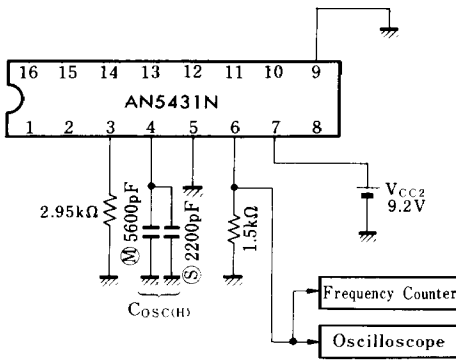 16 15 14 13 12 11 10 9
AN5431N
1 2 3 4 5 6 7 8
2.95kΩ
Ⓜ 5600pF
Ⓢ 2200pF
1.5kΩ
VCC2
9.2V
COSC(H)
Frequency Counter
Oscilloscope